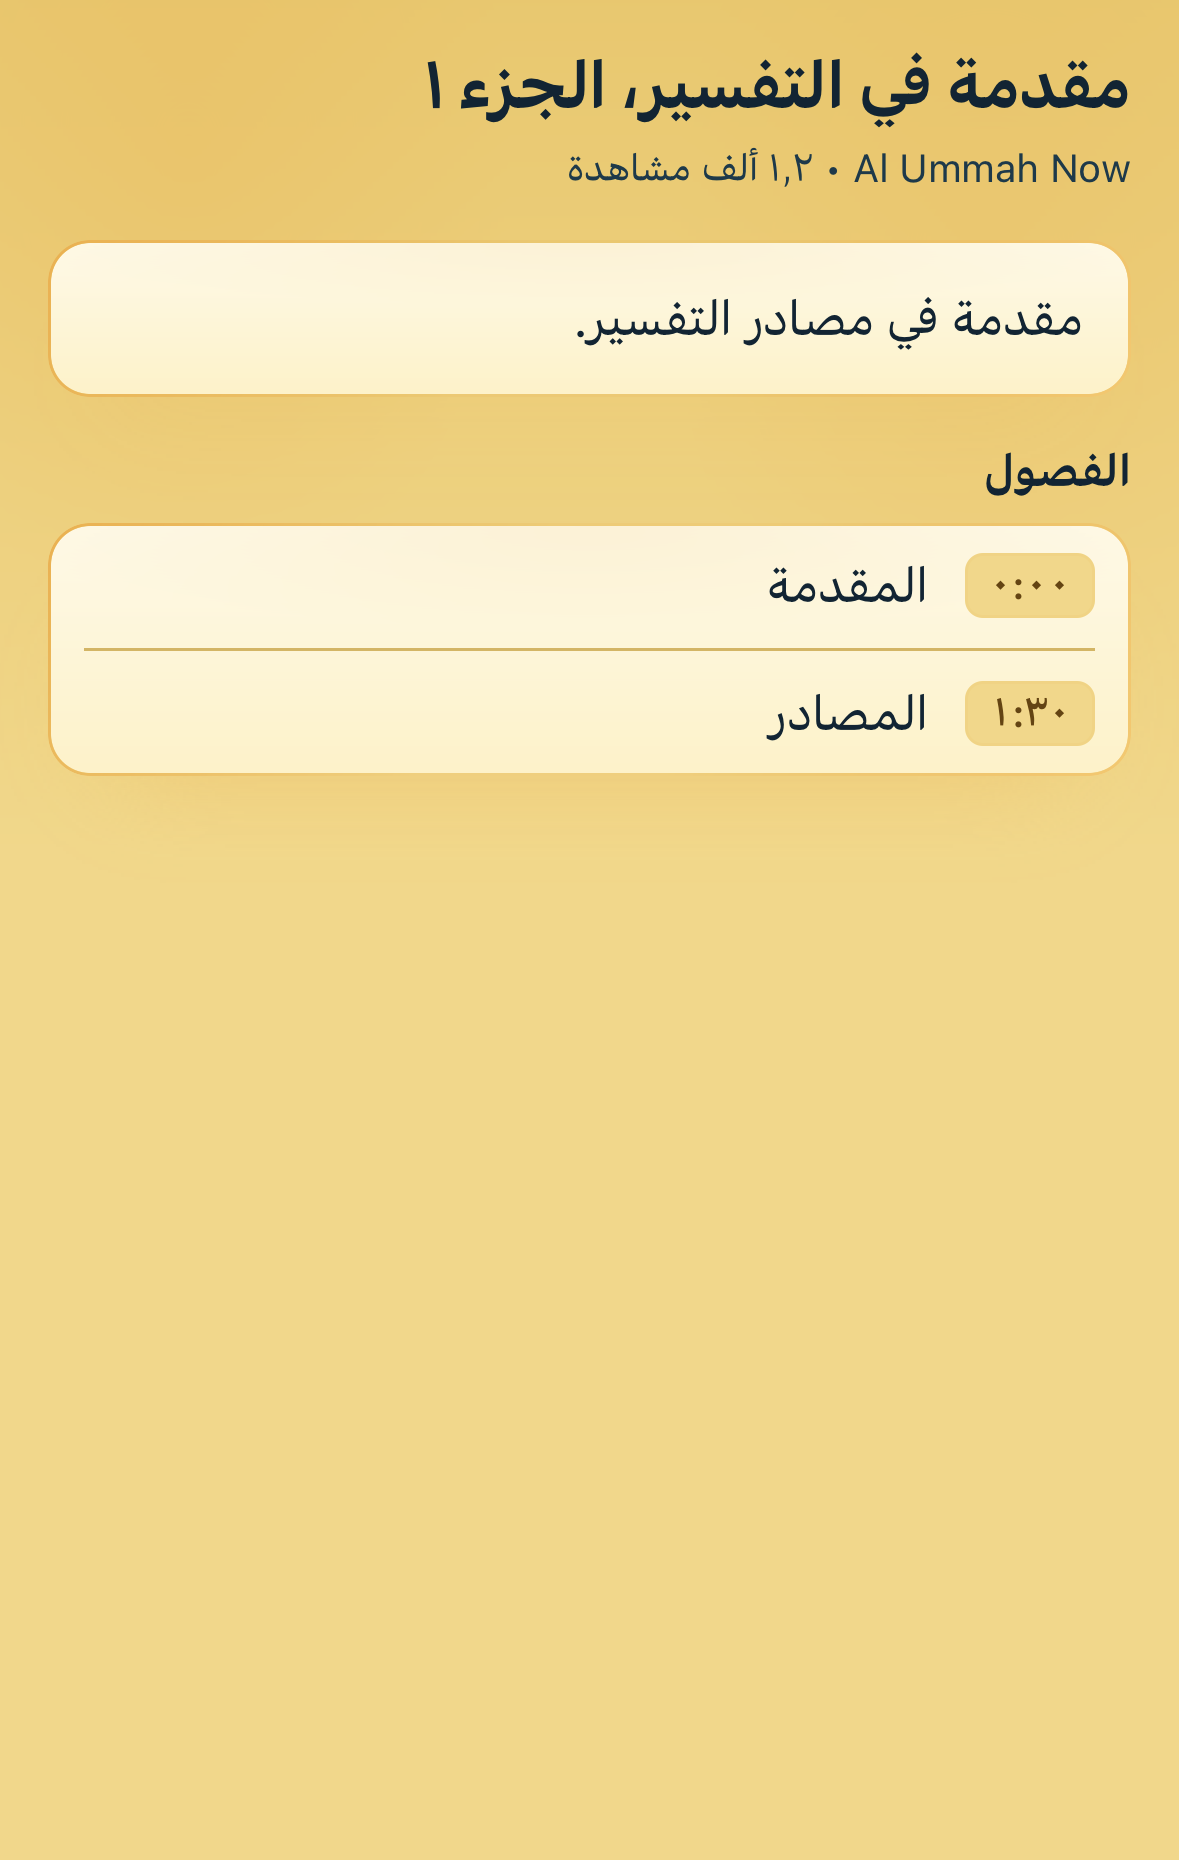 مقدمة في التفسير، الجزء ١
Al Ummah Now • ١,٢ ألف مشاهدة
مقدمة في مصادر التفسير.
الفصول
٠:٠٠ المقدمة
١:٣٠ المصادر